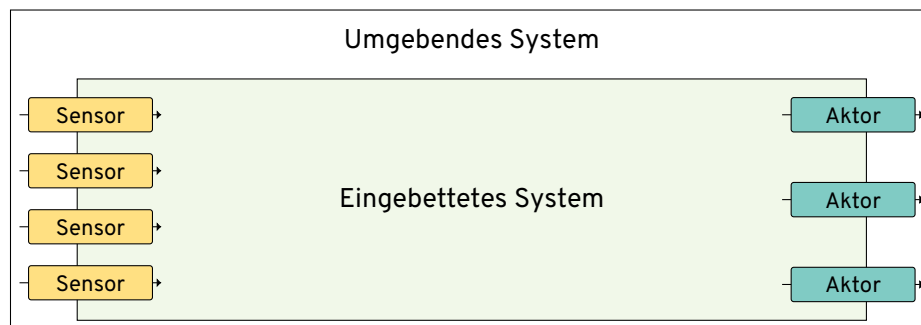 Umgebendes System
Sensor
Sensor
Sensor
Sensor
Eingebettetes System
Aktor
Aktor
Aktor